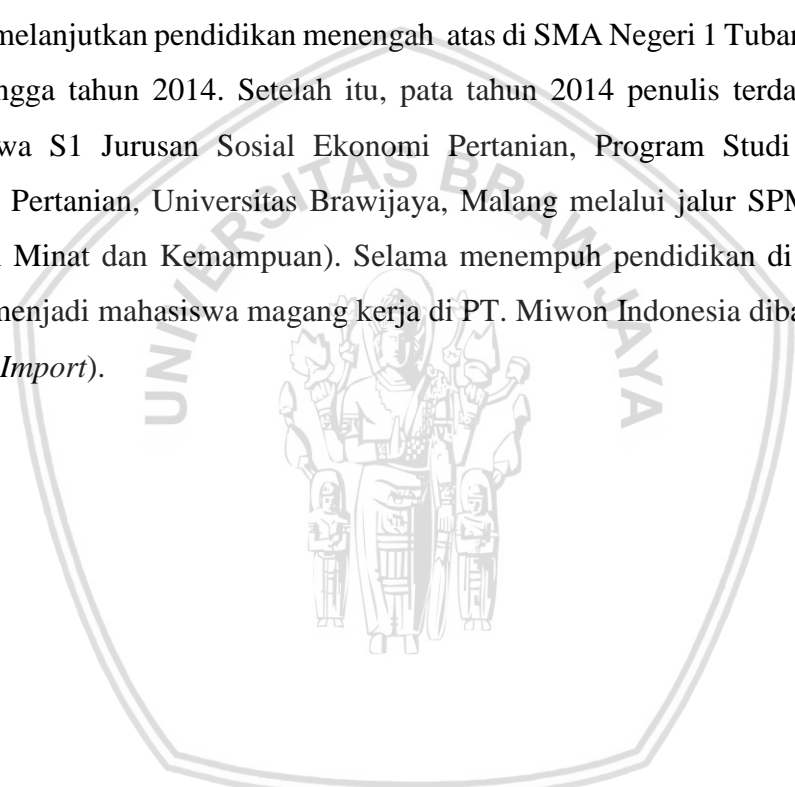 melanjutkan pendidikan menengah atas di SMA Negeri 1 Tuban
ngga tahun 2014. Setelah itu, pata tahun 2014 penulis terda
wa S1 Jurusan Sosial Ekonomi Pertanian, Program Studi
Pertanian, Universitas Brawijaya, Malang melalui jalur SPM
Minat dan Kemampuan). Selama menempuh pendidikan di
menjadi mahasiswa magang kerja di PT. Miwon Indonesia diba
Import).
UNIVERSITAS BRAWIJAYA